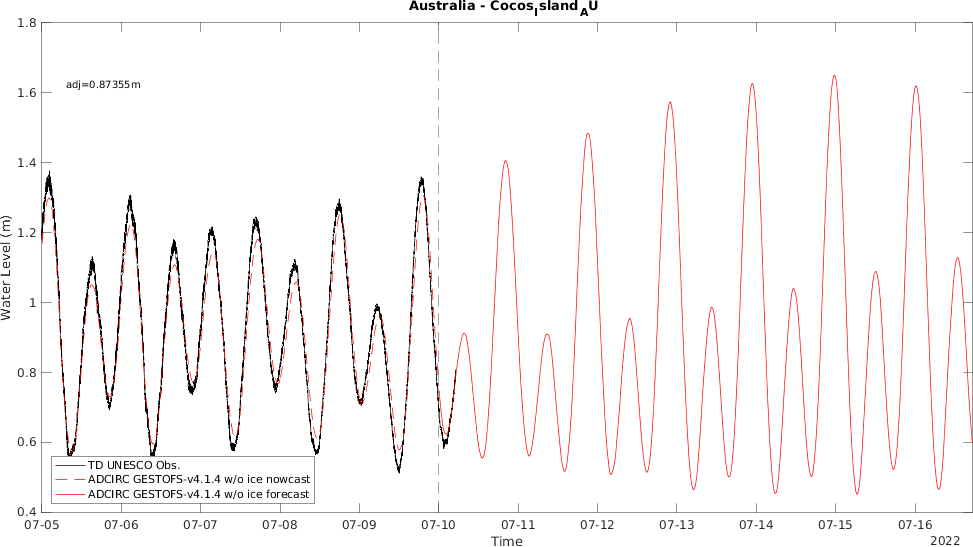 Australia - Cocos_Island_AU
1.8
adj=0.87355m
1.6
1.4
1.2
Water Level (m)
1
0.8
0.6
TD UNESCO Obs.
ADCIRC GESTOFS-v4.1.4 w/o ice nowcast
ADCIRC GESTOFS-v4.1.4 w/o ice forecast
0.4
07-05 07-06 07-07 07-08 07-09 07-10 07-11 07-12 07-13 07-14 07-15 07-16
Time
2022